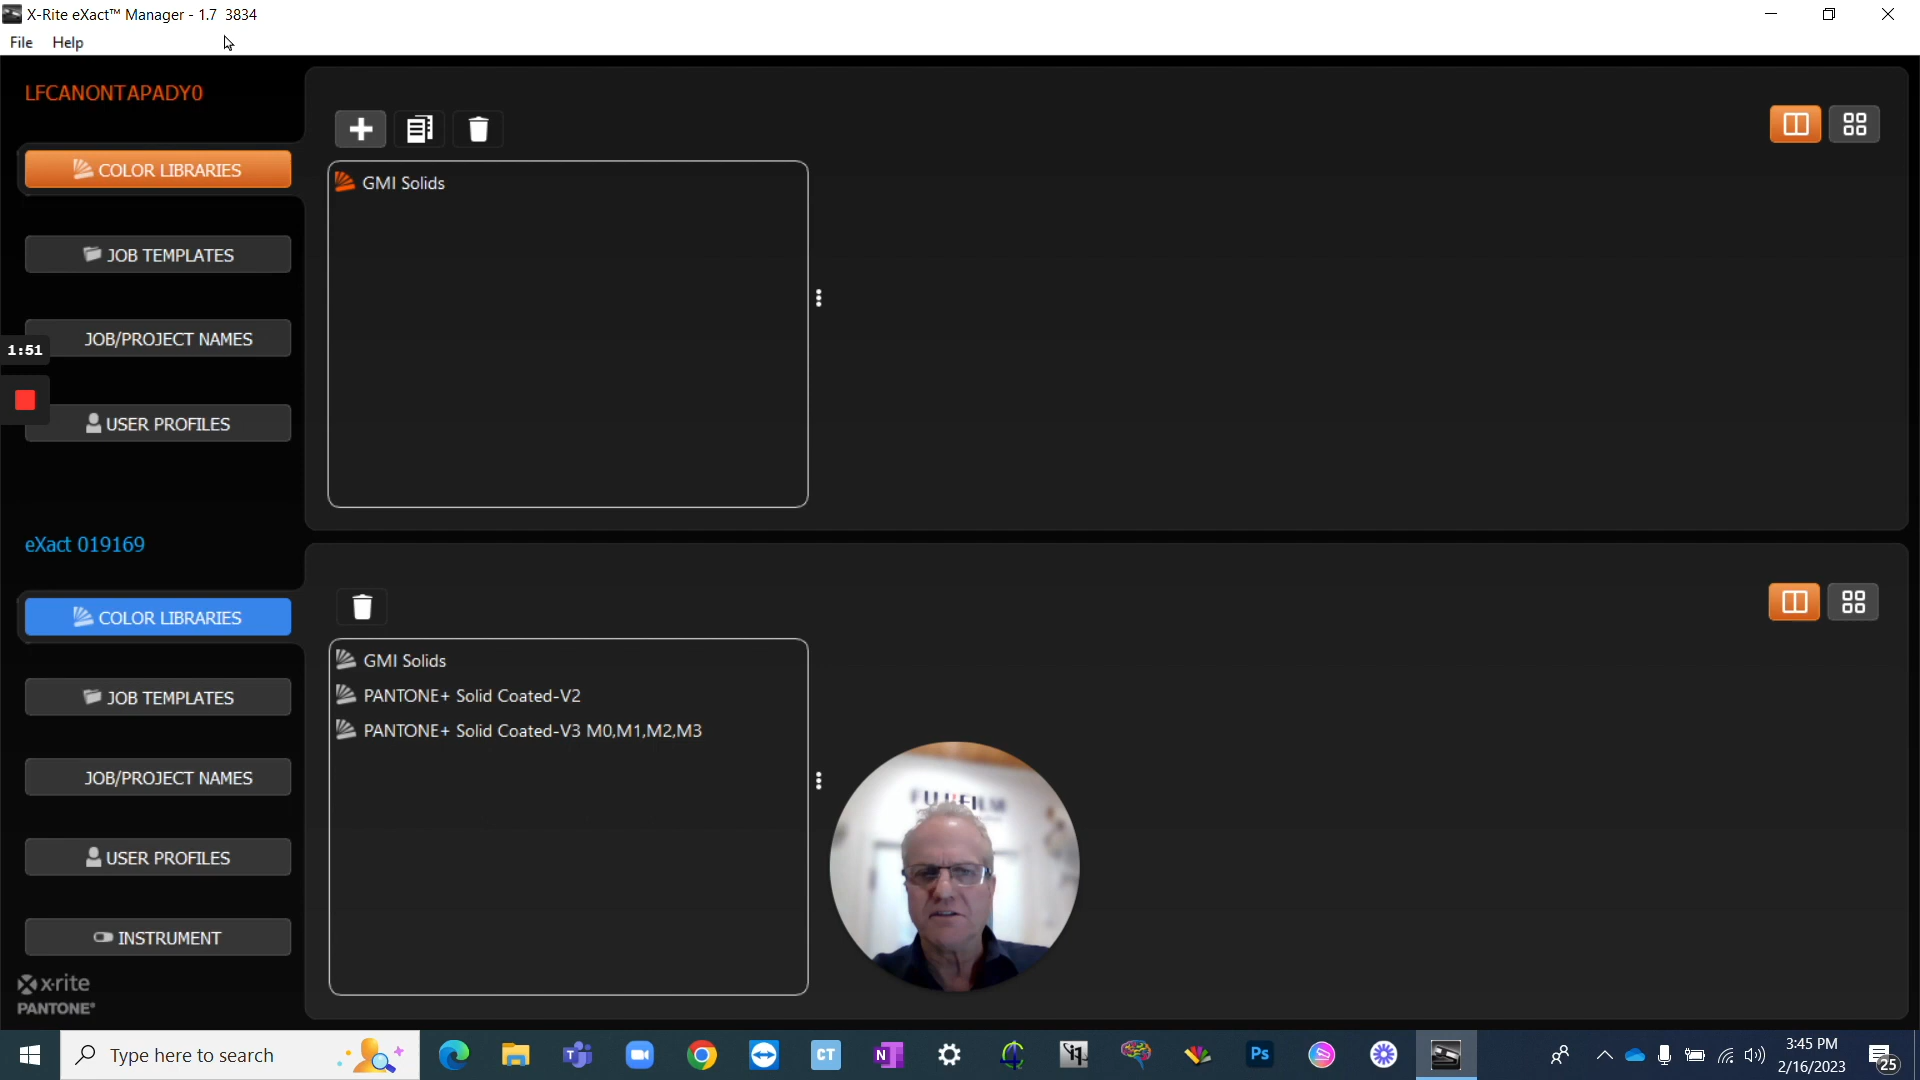 X-Rite eXact™ Manager - 1.7 3834
File Help
LFCANONTAPADY0
COLOR LIBRARIES
JOB TEMPLATES
JOB/PROJECT NAMES
1:51
USER PROFILES
GMI Solids
eXact 019169
COLOR LIBRARIES
JOB TEMPLATES
JOB/PROJECT NAMES
USER PROFILES
INSTRUMENT
GMI Solids
PANTONE+ Solid Coated-V2
PANTONE+ Solid Coated-V3 M0,M1,M2,M3
FUJIFILM
x·rite
PANTONE®
Type here to search
CT
N
Ps
3:45 PM
2/16/2023
25